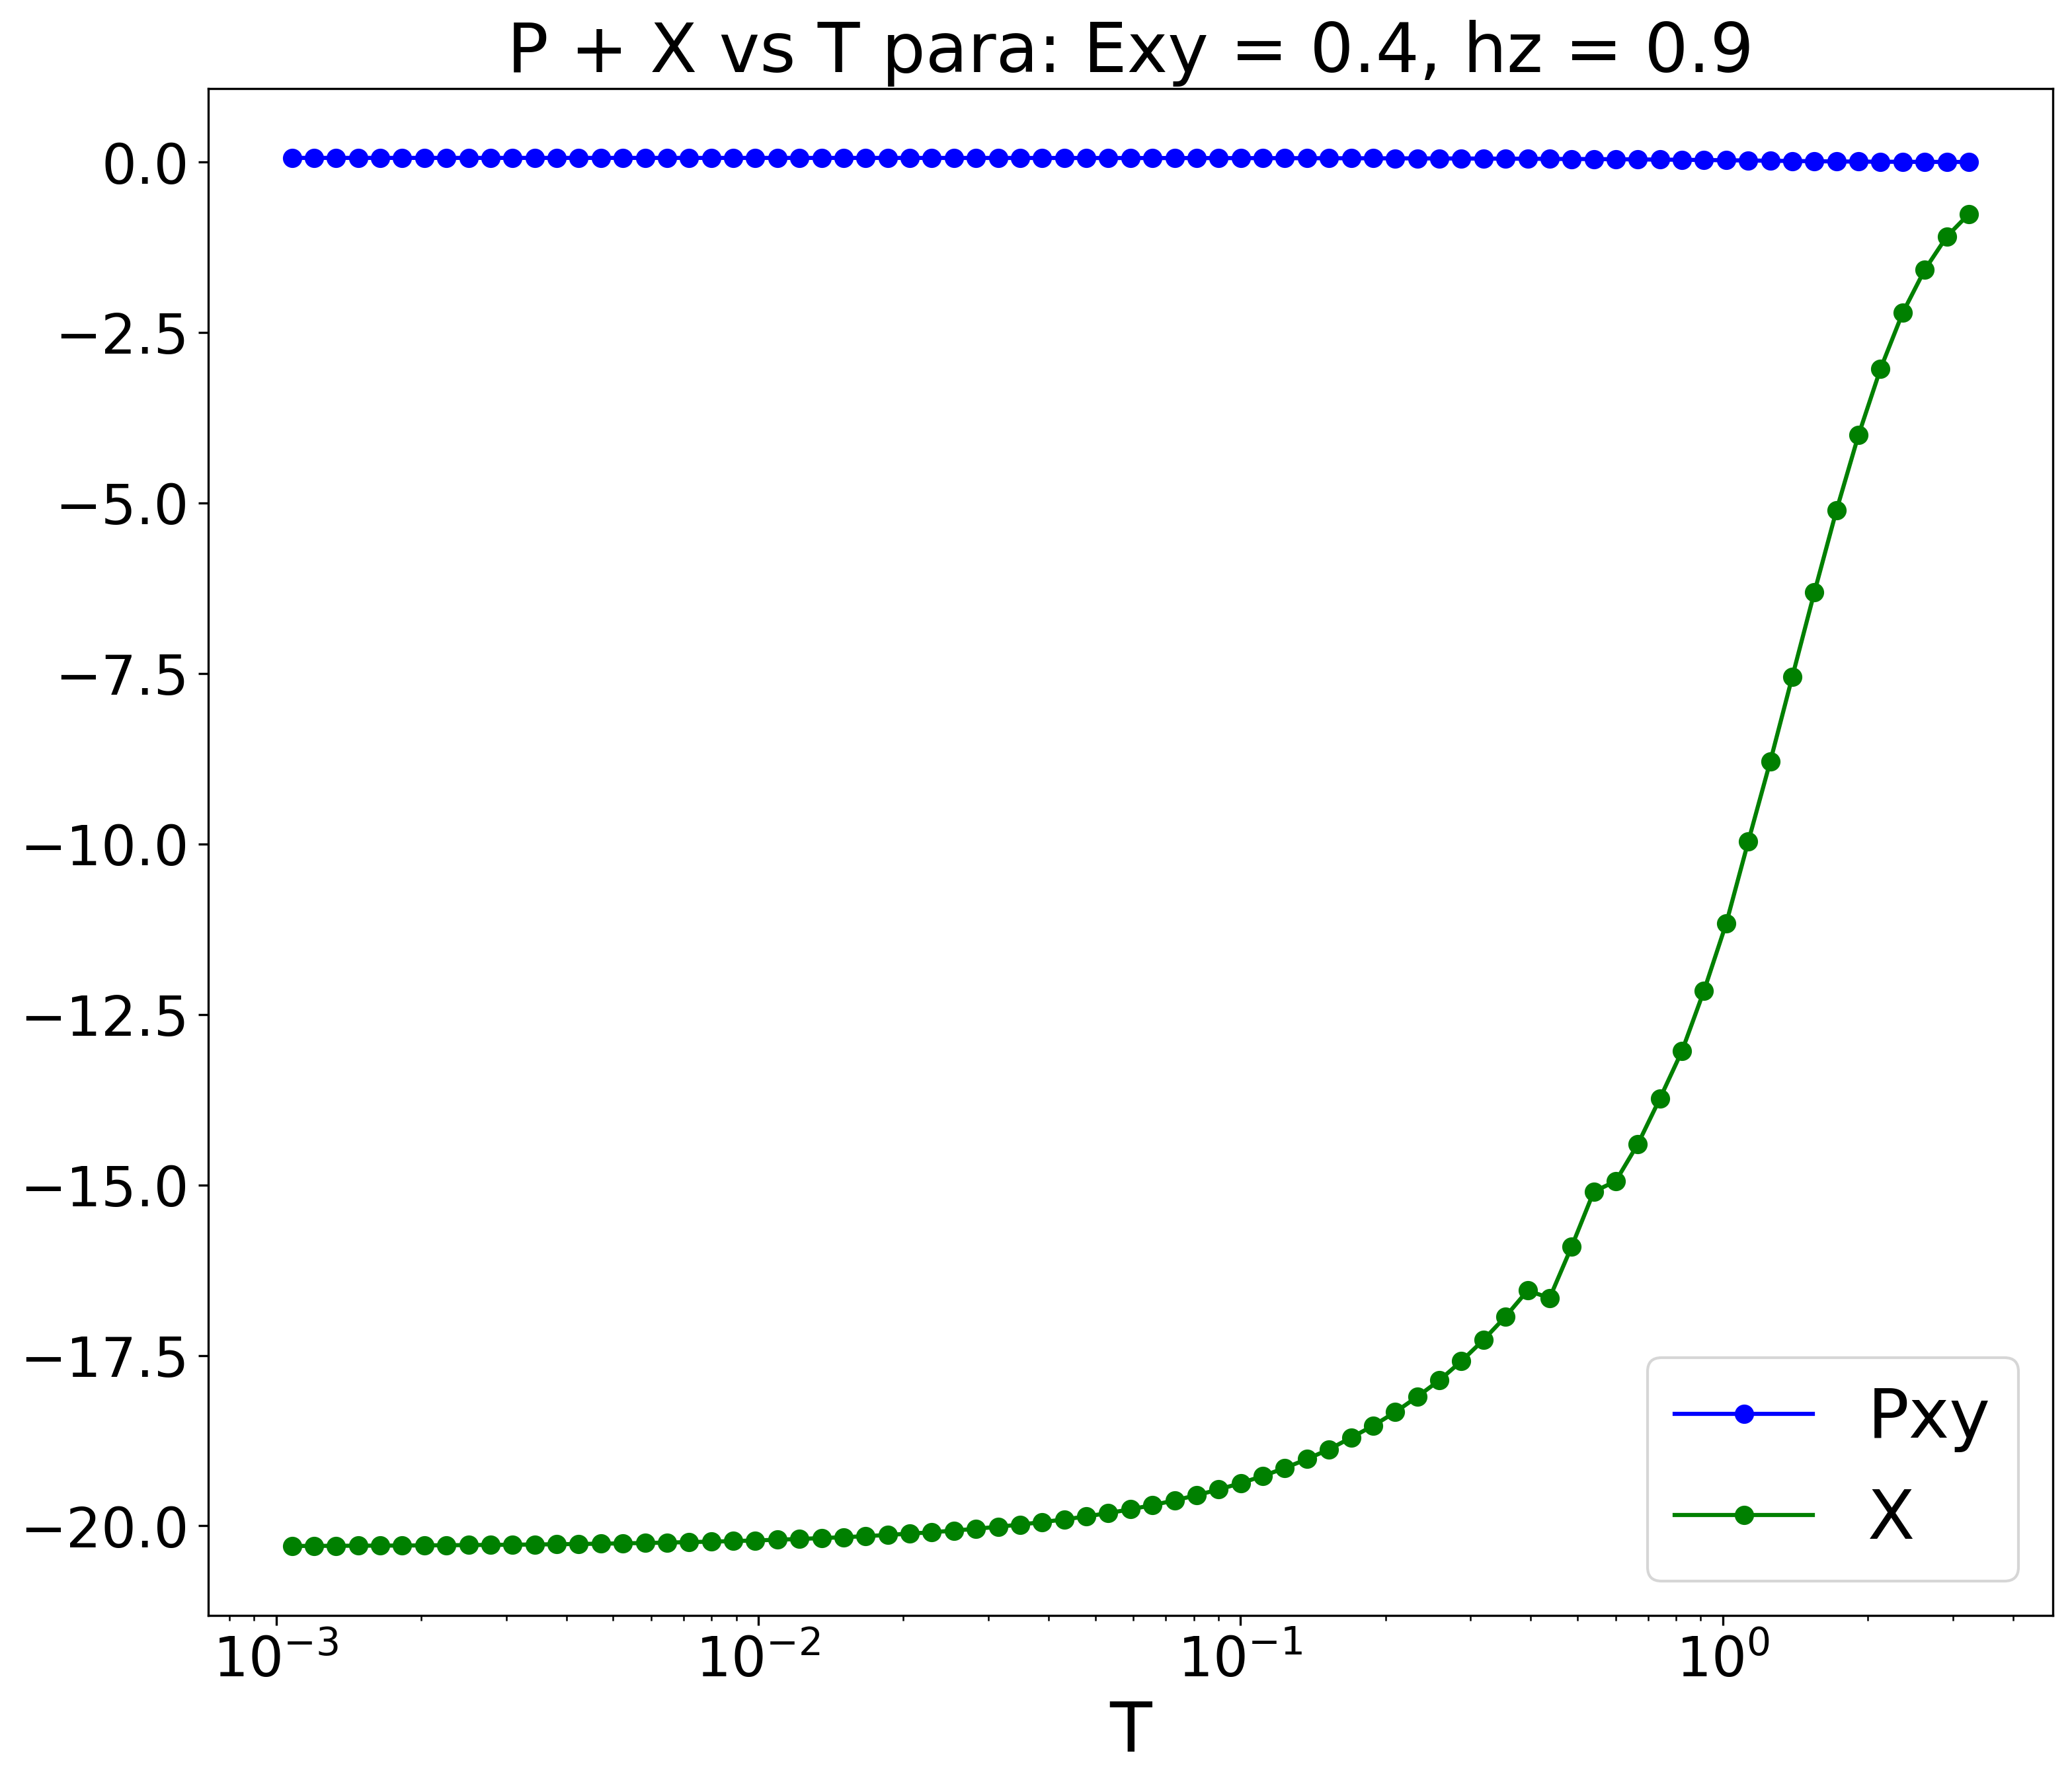 P + X vs T para: Exy = 0.4, hz = 0.9
0.0
−2.5
−5.0
−7.5
−10.0
−12.5
−15.0
−17.5
−20.0
Pxy
X
10⁻³ 10⁻² 10⁻¹ 10⁰
T